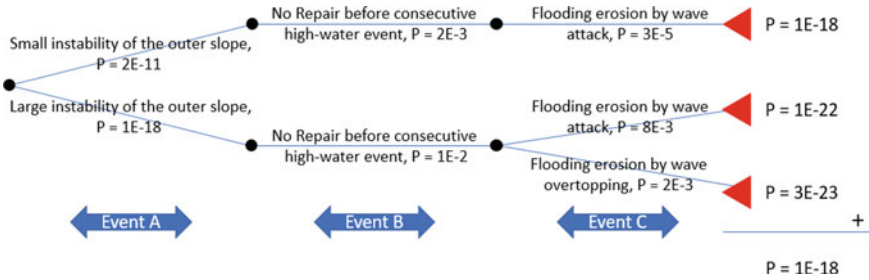 No Repair before consecutive
high-water event, P = 2E-3
Flooding erosion by wave
attack, P = 3E-5
P = 1E-18
Small instability of the outer slope,
P = 2E-11
Large instability of the outer slope,
P = 1E-18
No Repair before consecutive
high-water event, P = 1E-2
Flooding erosion by wave
attack, P = 8E-3
P = 1E-22
Flooding erosion by wave
overtopping, P = 2E-3
P = 3E-23
Event A
Event B
Event C
+
P = 1E-18